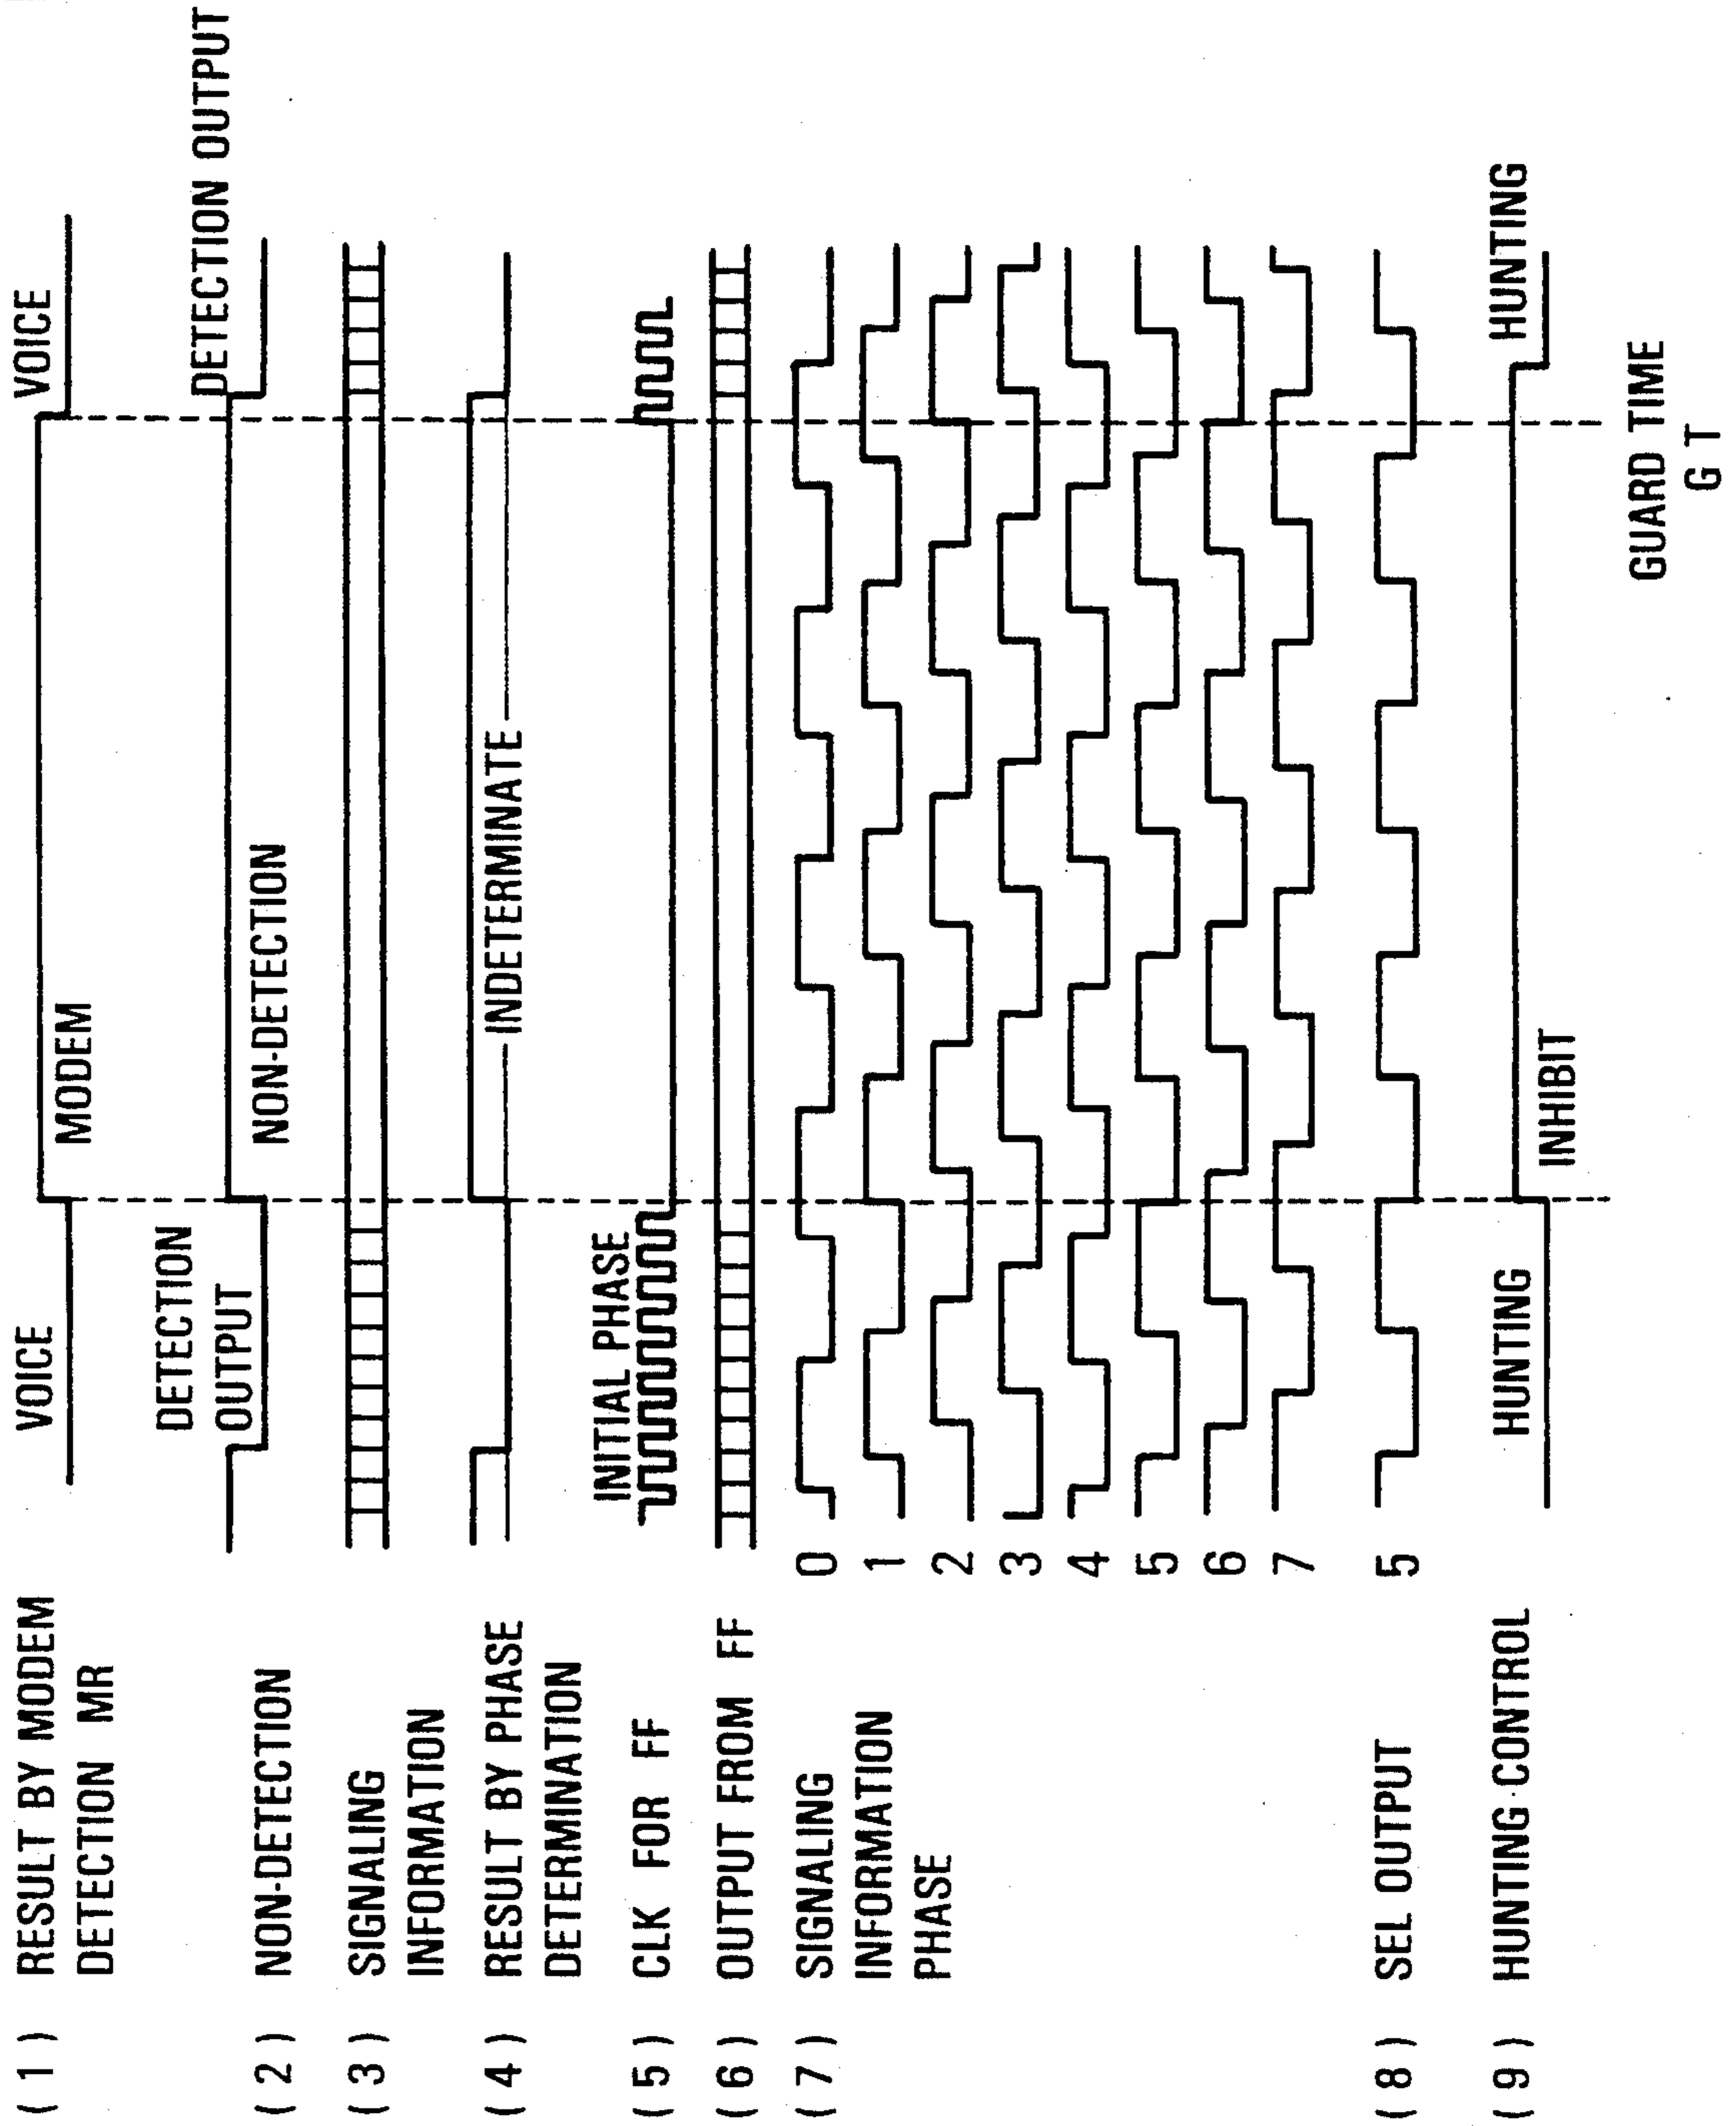 ( 1 ) RESULT BY MODEM
DETECTION MR
VOICE
MODEM
VOICE
( 2 ) NON-DETECTION
DETECTION
OUTPUT
NON-DETECTION
DETECTION OUTPUT
( 3 ) SIGNALING
INFORMATION
( 4 ) RESULT BY PHASE
DETERMINATION
INDETERMINATE
( 5 ) CLK FOR FF
INITIAL PHASE
( 6 ) OUTPUT FROM FF
( 7 ) SIGNALING
INFORMATION
PHASE
0
1
2
3
4
5
6
7
( 8 ) SEL OUTPUT
5
( 9 ) HUNTING CONTROL
HUNTING
INHIBIT
HUNTING
GUARD TIME
G T